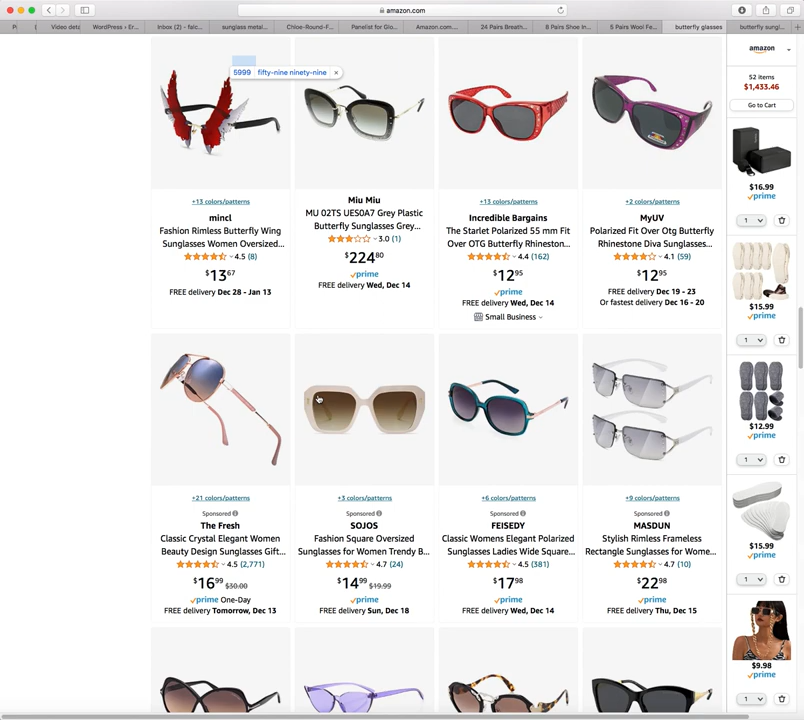 amazon.com
Video deta
WordPress › Er...
Inbox (2) - falc...
sunglass metal...
Chloe-Round-F...
Panelist for Glo...
Amazon.com....
24 Pairs Breath...
9 Pairs Shoe In...
5 Pairs Wool Fe...
butterfly glasses
butterfly sungl...
5999 fifty-nine ninety-nine ×
+13 colors/patterns
mincl
Fashion Rimless Butterfly Wing
Sunglasses Women Oversized...
4.5 (8)
$13.67
FREE delivery Dec 28 - Jan 13
Miu Miu
MU 02TS UES0A7 Grey Plastic
Butterfly Sunglasses Grey...
3.0 (1)
$224.80
prime
FREE delivery Wed, Dec 14
+13 colors/patterns
Incredible Bargains
The Starlet Polarized 55 mm Fit
Over OTG Butterfly Rhineston...
4.4 (162)
$12.95
prime
FREE delivery Wed, Dec 14
Small Business
+2 colors/patterns
MyUV
Polarized Fit Over Otg Butterfly
Rhinestone Diva Sunglasses...
4.1 (59)
$12.95
FREE delivery Dec 19 - 23
Or fastest delivery Dec 16 - 20
+21 colors/patterns
Sponsored
The Fresh
Classic Crystal Elegant Women
Beauty Design Sunglasses Gift...
4.5 (2,771)
$16.99 $30.00
prime One-Day
FREE delivery Tomorrow, Dec 13
+3 colors/patterns
Sponsored
SOJOS
Fashion Square Oversized
Sunglasses for Women Trendy B...
4.7 (24)
$14.99 $19.99
prime
FREE delivery Sun, Dec 18
+6 colors/patterns
Sponsored
FEISEDY
Classic Womens Elegant Polarized
Sunglasses Ladies Wide Square...
4.5 (381)
$17.98
prime
FREE delivery Wed, Dec 14
+9 colors/patterns
Sponsored
MASDUN
Stylish Rimless Frameless
Rectangle Sunglasses for Wome...
4.7 (10)
$22.98
prime
FREE delivery Thu, Dec 15
amazon
52 items
$1,433.46
Go to Cart
$16.99
prime
1
$15.99
prime
1
$12.99
prime
1
$15.99
prime
1
$9.98
prime
1